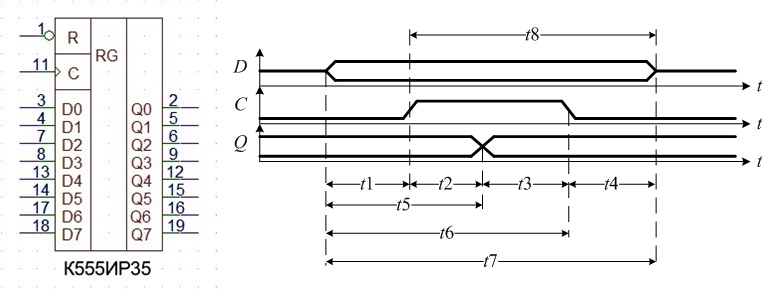 1 R RG
11 C
3 D0 Q0 2
4 D1 Q1 5
7 D2 Q2 6
8 D3 Q3 9
13 D4 Q4 12
14 D5 Q5 15
17 D6 Q6 16
18 D7 Q7 19
К555ИР35
t8
D t
C t
Q t
t1 t2 t3 t4
t5
t6
t7